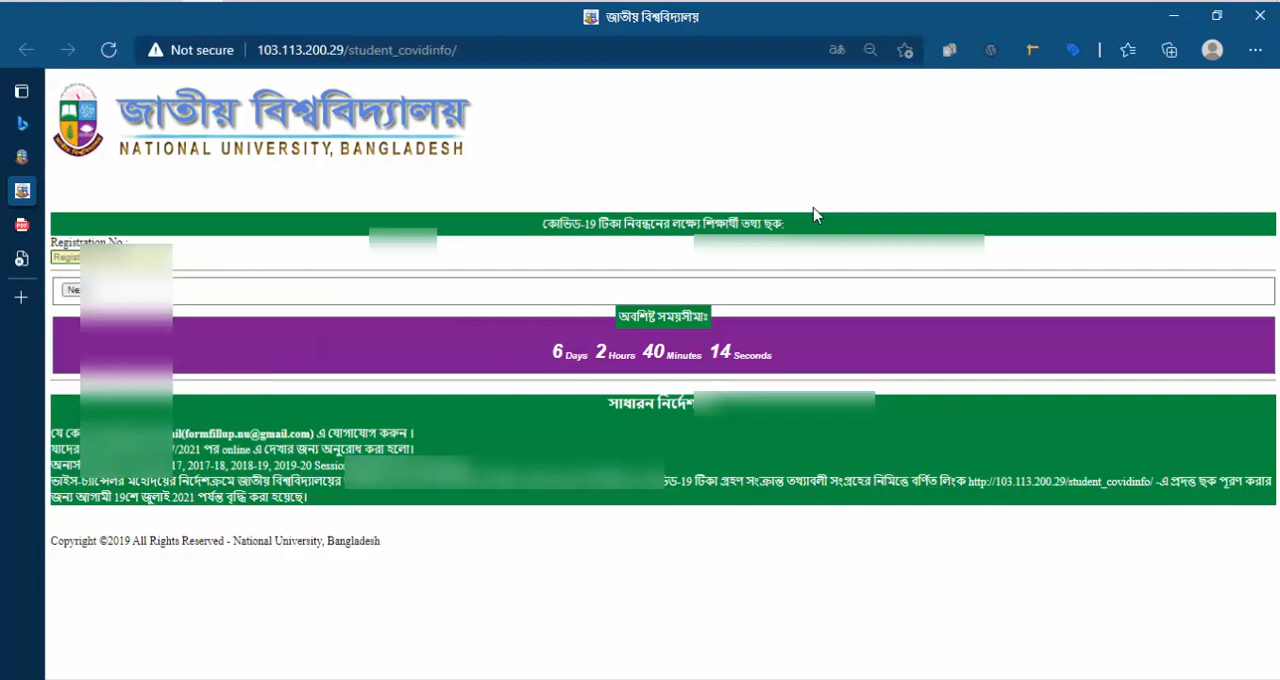 জাতীয় বিশ্ববিদ্যালয়
Not secure 103.113.200.29/student_covidinfo/
জাতীয় বিশ্ববিদ্যালয়
NATIONAL UNIVERSITY, BANGLADESH
কোভিড-19 টিকা নিবন্ধনের লক্ষ্যে শিক্ষার্থী তথ্য ছক:
Registration No.:
অবশিষ্ট সময়সীমাঃ
6 Days 2 Hours 40 Minutes 14 Seconds
সাধারন
যে (formfillup.nu@gmail.com) এ যোগাযোগ করুন ।
যাদের /2021 পর online এ দেখার জন্য অনুরোধ করা হলো।
17, 2017-18, 2018-19, 2019-20
ভাইস-চ্যান্সেলর মহোদয়ের নির্দেশক্রমে জাতীয় বিশ্ববিদ্যালয়ের -19 টিকা গ্রহণ সংক্রান্ত তথ্যাবলী সংগ্রহের নিমিত্তে বর্ণিত লিংক http://103.113.200.29/student_covidinfo/ -এ প্রদত্ত ছক পূরণ করার
জন্য আগামী 19শে জুলাই 2021 পর্যন্ত বৃদ্ধি করা হয়েছে।
Copyright ©2019 All Rights Reserved - National University, Bangladesh